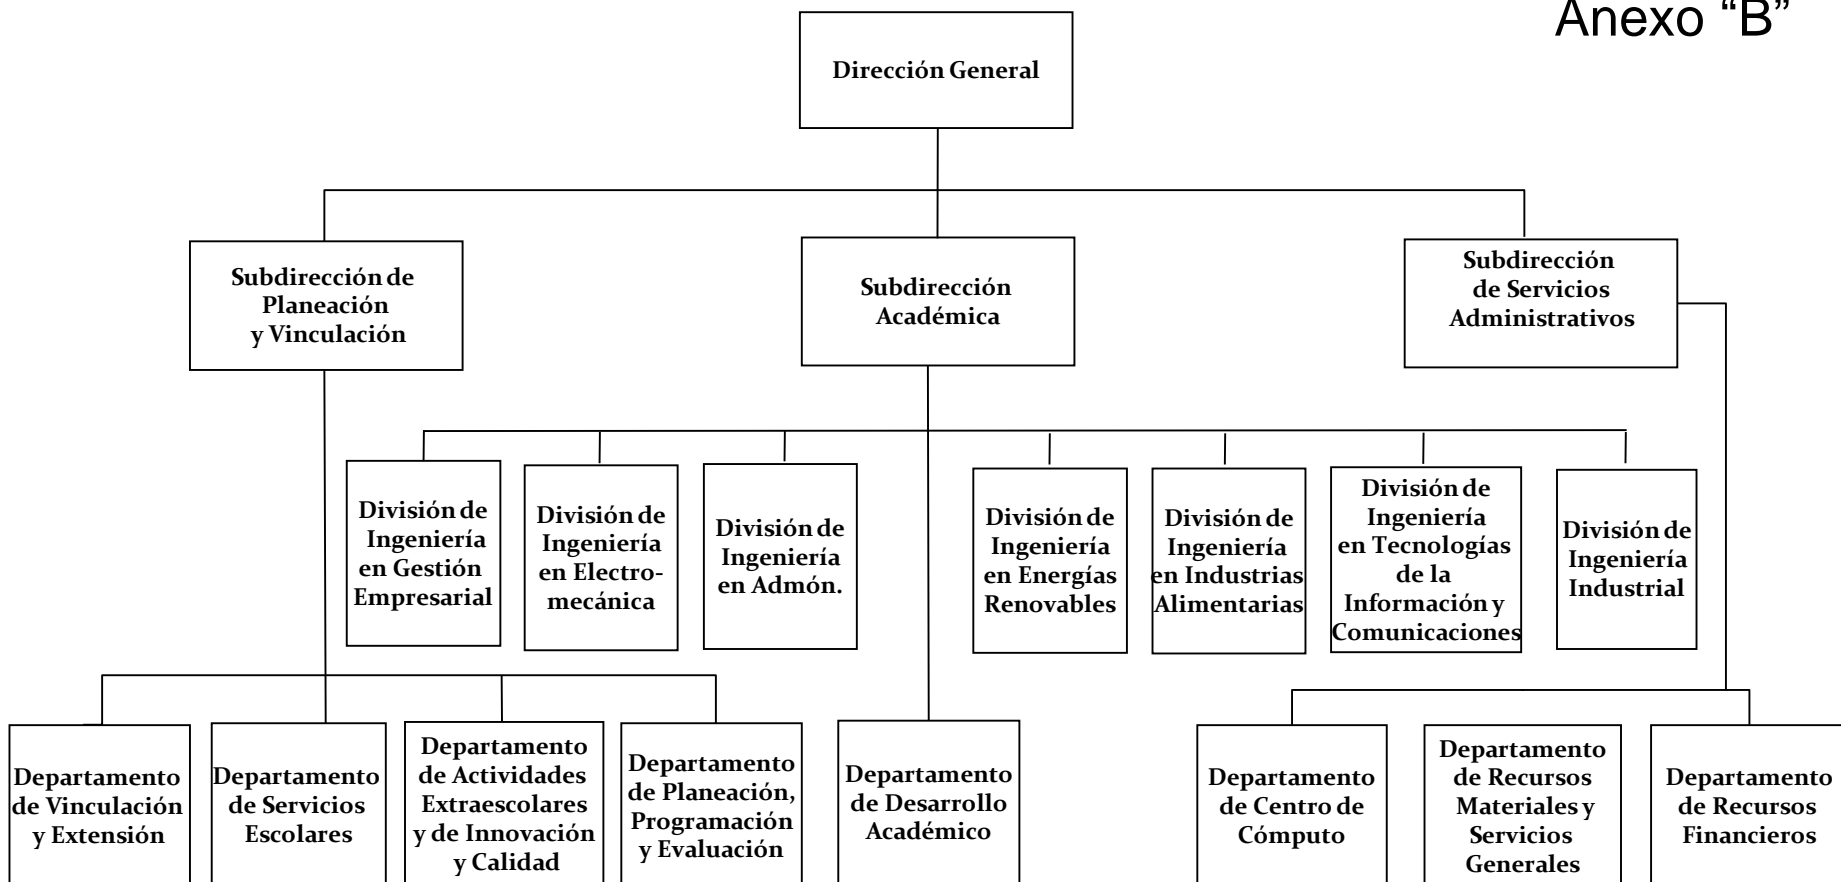 Anexo “B”
Dirección General
Subdirección de
Planeación
y Vinculación
Subdirección
Académica
Subdirección
de Servicios
Administrativos
División de
Ingeniería
en Gestión
Empresarial
División de
Ingeniería
en Electro-
mecánica
División de
Ingeniería
en Admón.
División de
Ingeniería
en Energías
Renovables
División de
Ingeniería
en Industrias
Alimentarias
División de
Ingeniería
en Tecnologías
de la
Información y
Comunicaciones
División de
Ingeniería
Industrial
Departamento
de Vinculación
y Extensión
Departamento
de Servicios
Escolares
Departamento
de Actividades
Extraescolares
y de Innovación
y Calidad
Departamento
de Planeación,
Programación
y Evaluación
Departamento
de Desarrollo
Académico
Departamento
de Centro de
Cómputo
Departamento
de Recursos
Materiales y
Servicios
Generales
Departamento
de Recursos
Financieros